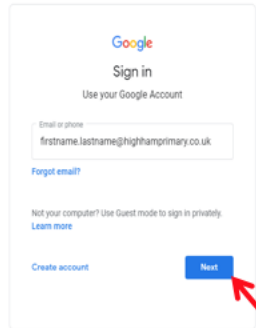 Google
Sign in
Use your Google Account
Email or phone
firstname.lastname@highhamprimary.co.uk
Forgot email?
Not your computer? Use Guest mode to sign in privately.
Learn more
Create account
Next